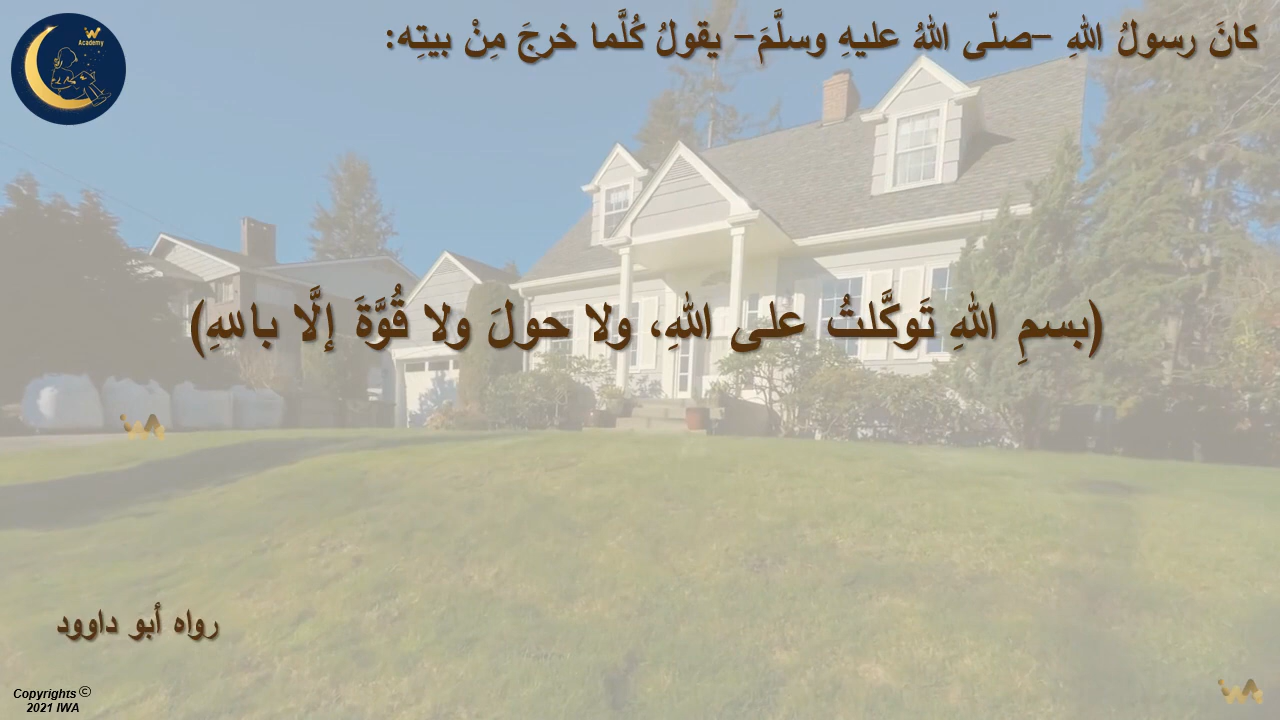 كانَ رسولُ اللهِ –صلّى اللهُ عليهِ وسلَّمَ– يقولُ كُلَّما خرجَ مِنْ بيتِه:
W
Academy
(بسمِ اللهِ تَوكَّلتُ على اللهِ، ولا حولَ ولا قُوَّةَ إلَّا باللهِ)
رواه أبو داوود
Copyrights ©
2021 IWA